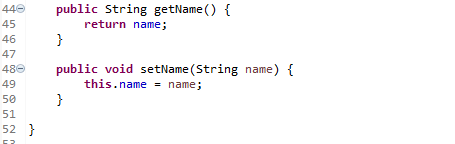 44 public String getName() {
45 return name;
46 }
47
48 public void setName(String name) {
49 this.name = name;
50 }
51
52 }
53